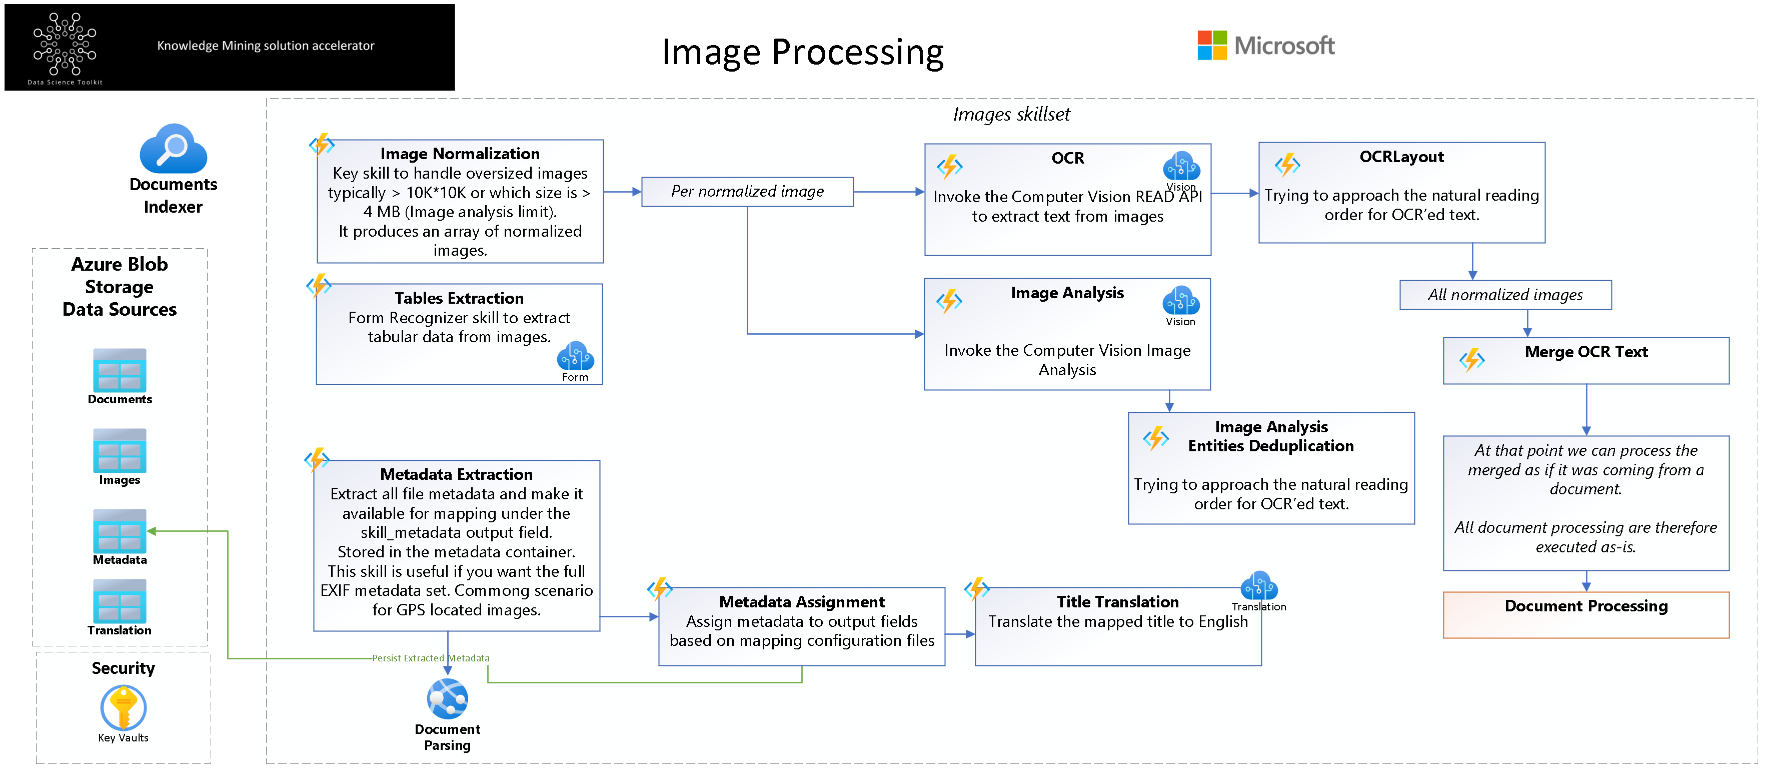 Data Science Toolkit
Knowledge Mining solution accelerator
Image Processing
Microsoft
Documents
Indexer
Azure Blob
Storage
Data Sources
Documents
Images
Metadata
Translation
Security
Key Vaults
Images skillset
Image Normalization
Key skill to handle oversized images
typically > 10K*10K or which size is >
4 MB (Image analysis limit).
It produces an array of normalized
images.
Per normalized image
OCR
Vision
Invoke the Computer Vision READ API
to extract text from images
OCRLayout
Trying to approach the natural reading
order for OCR'ed text.
Tables Extraction
Form Recognizer skill to extract
tabular data from images.
Form
Image Analysis
Vision
Invoke the Computer Vision Image
Analysis
All normalized images
Merge OCR Text
Image Analysis
Entities Deduplication
Trying to approach the natural reading
order for OCR'ed text.
At that point we can process the
merged as if it was coming from a
document.
All document processing are therefore
executed as-is.
Document Processing
Metadata Extraction
Extract all file metadata and make it
available for mapping under the
skill_metadata output field.
Stored in the metadata container.
This skill is useful if you want the full
EXIF metadata set. Commong scenario
for GPS located images.
Metadata Assignment
Assign metadata to output fields
based on mapping configuration files
Title Translation
Translate the mapped title to English
Translation
Persist Extracted Metadata
Document
Parsing